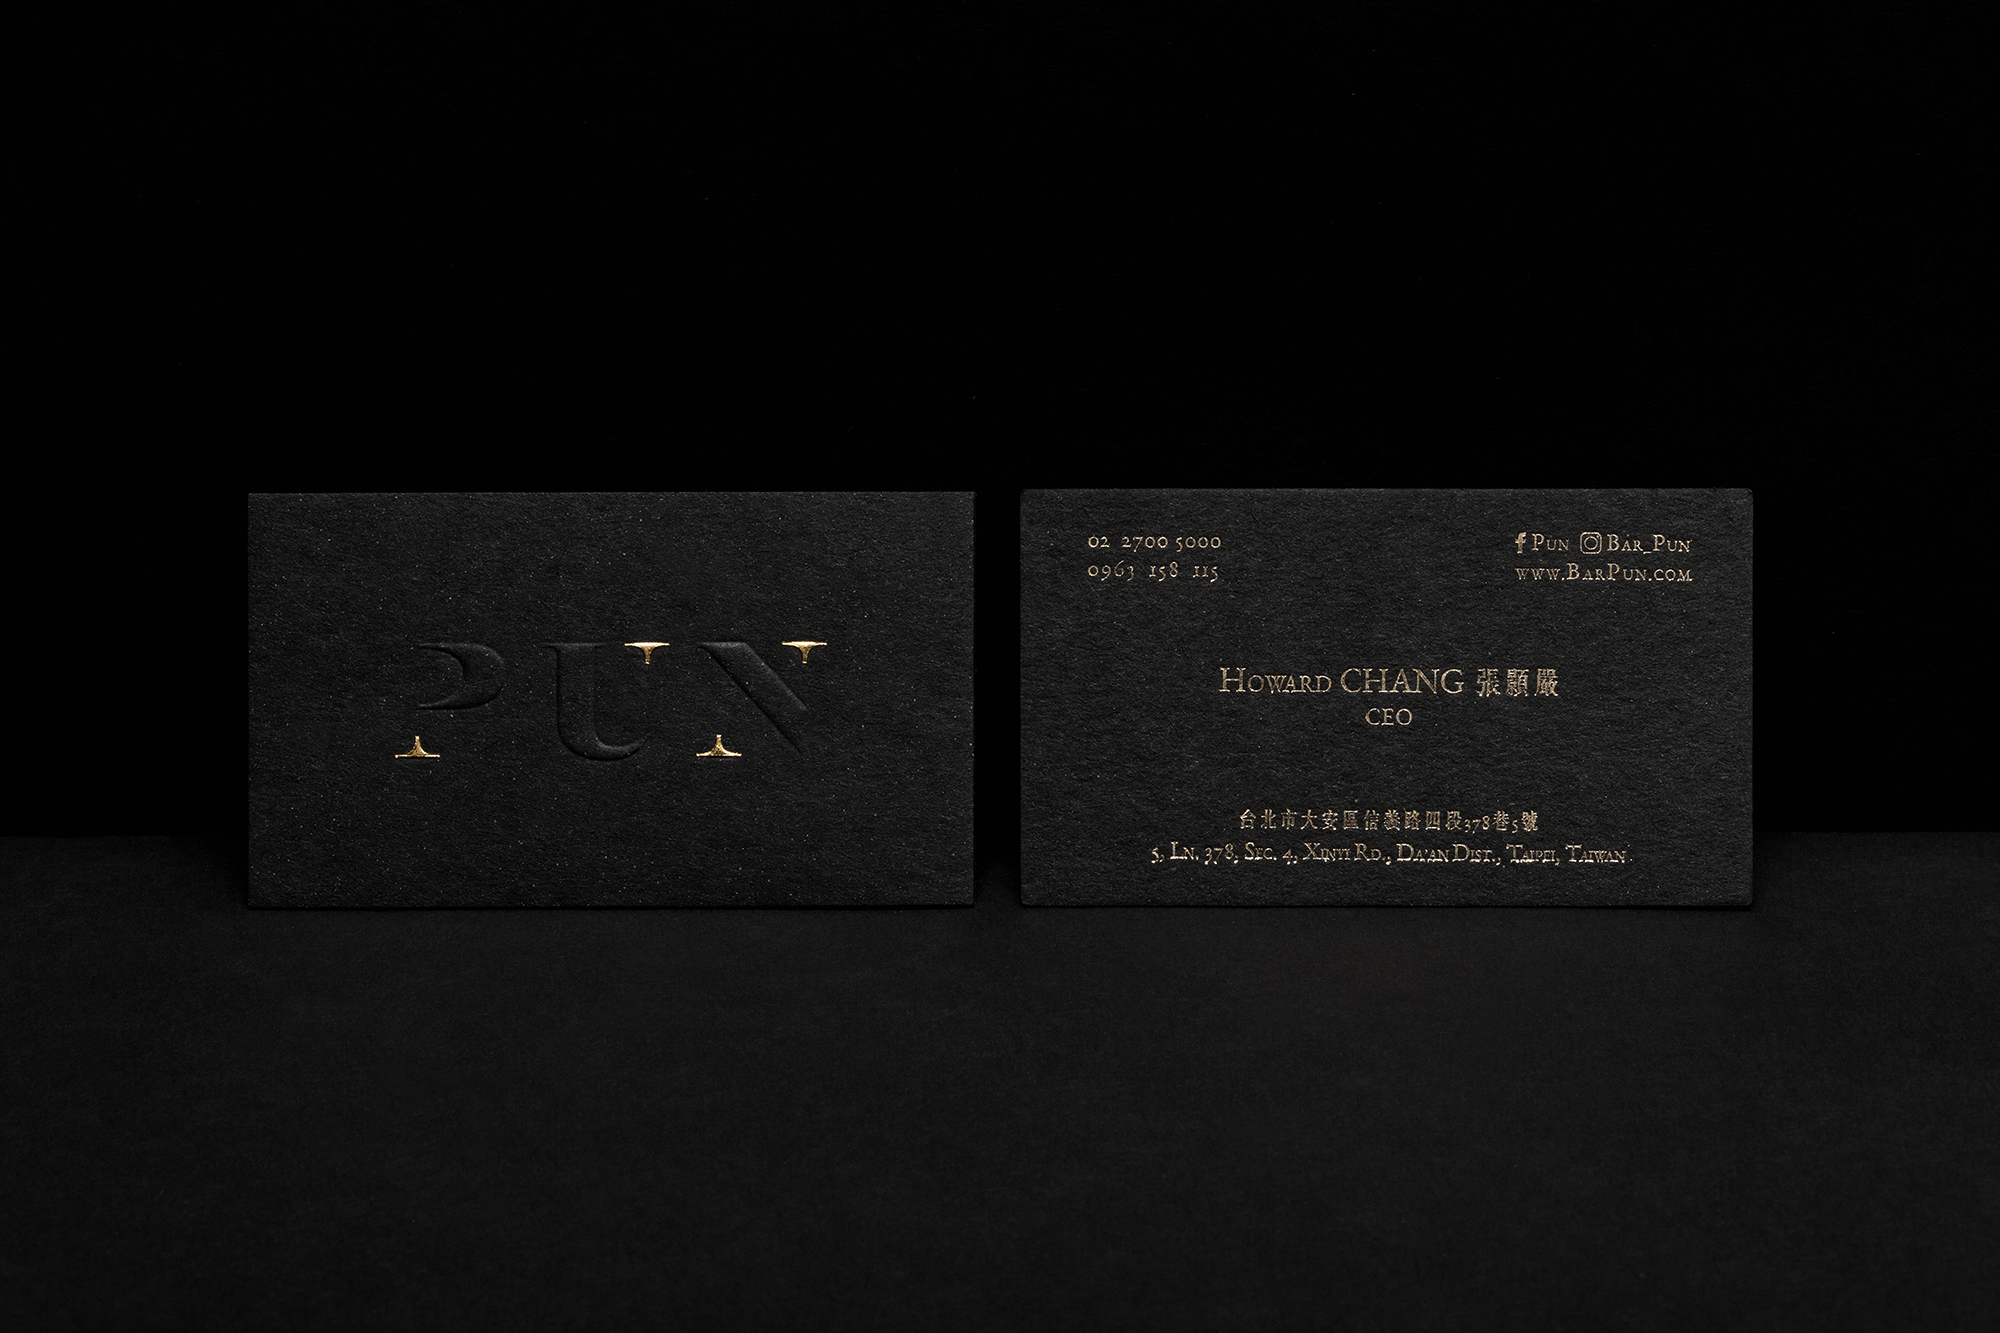 PUN
02 2700 5000
0963 158 115
Pun Bar_Pun
www.BarPun.com
Howard CHANG 張顥嚴
CEO
台北市大安區信義路四段378巷5號
5, Ln. 378, Sec. 4, Xinyi Rd., Da'an Dist., Taipei, Taiwan